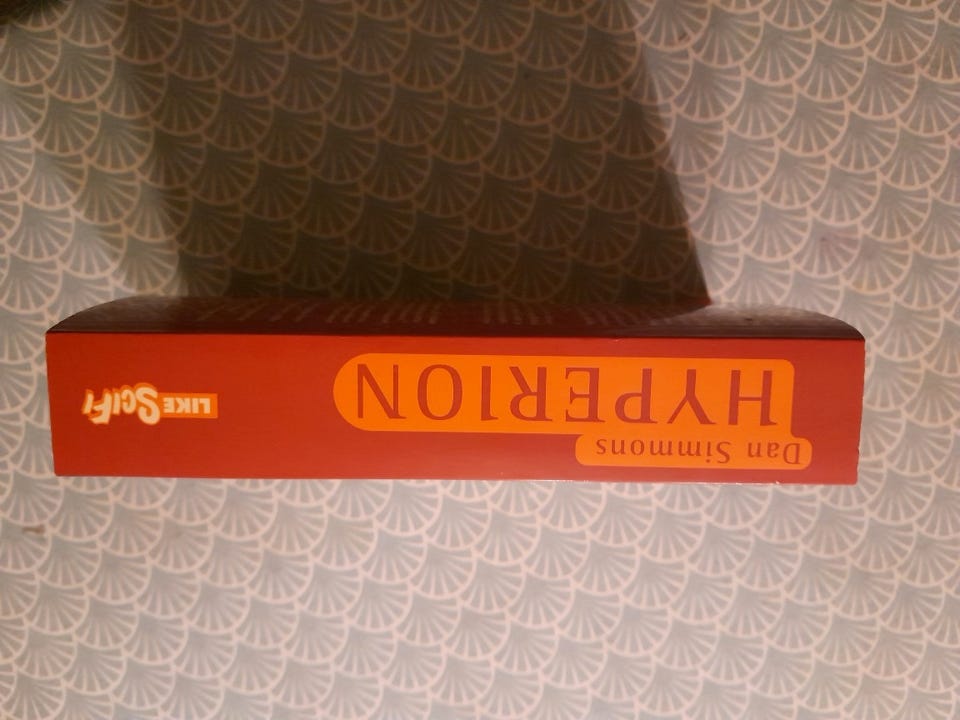 Dan Simmons
HYPERION
LIKE SCIFI